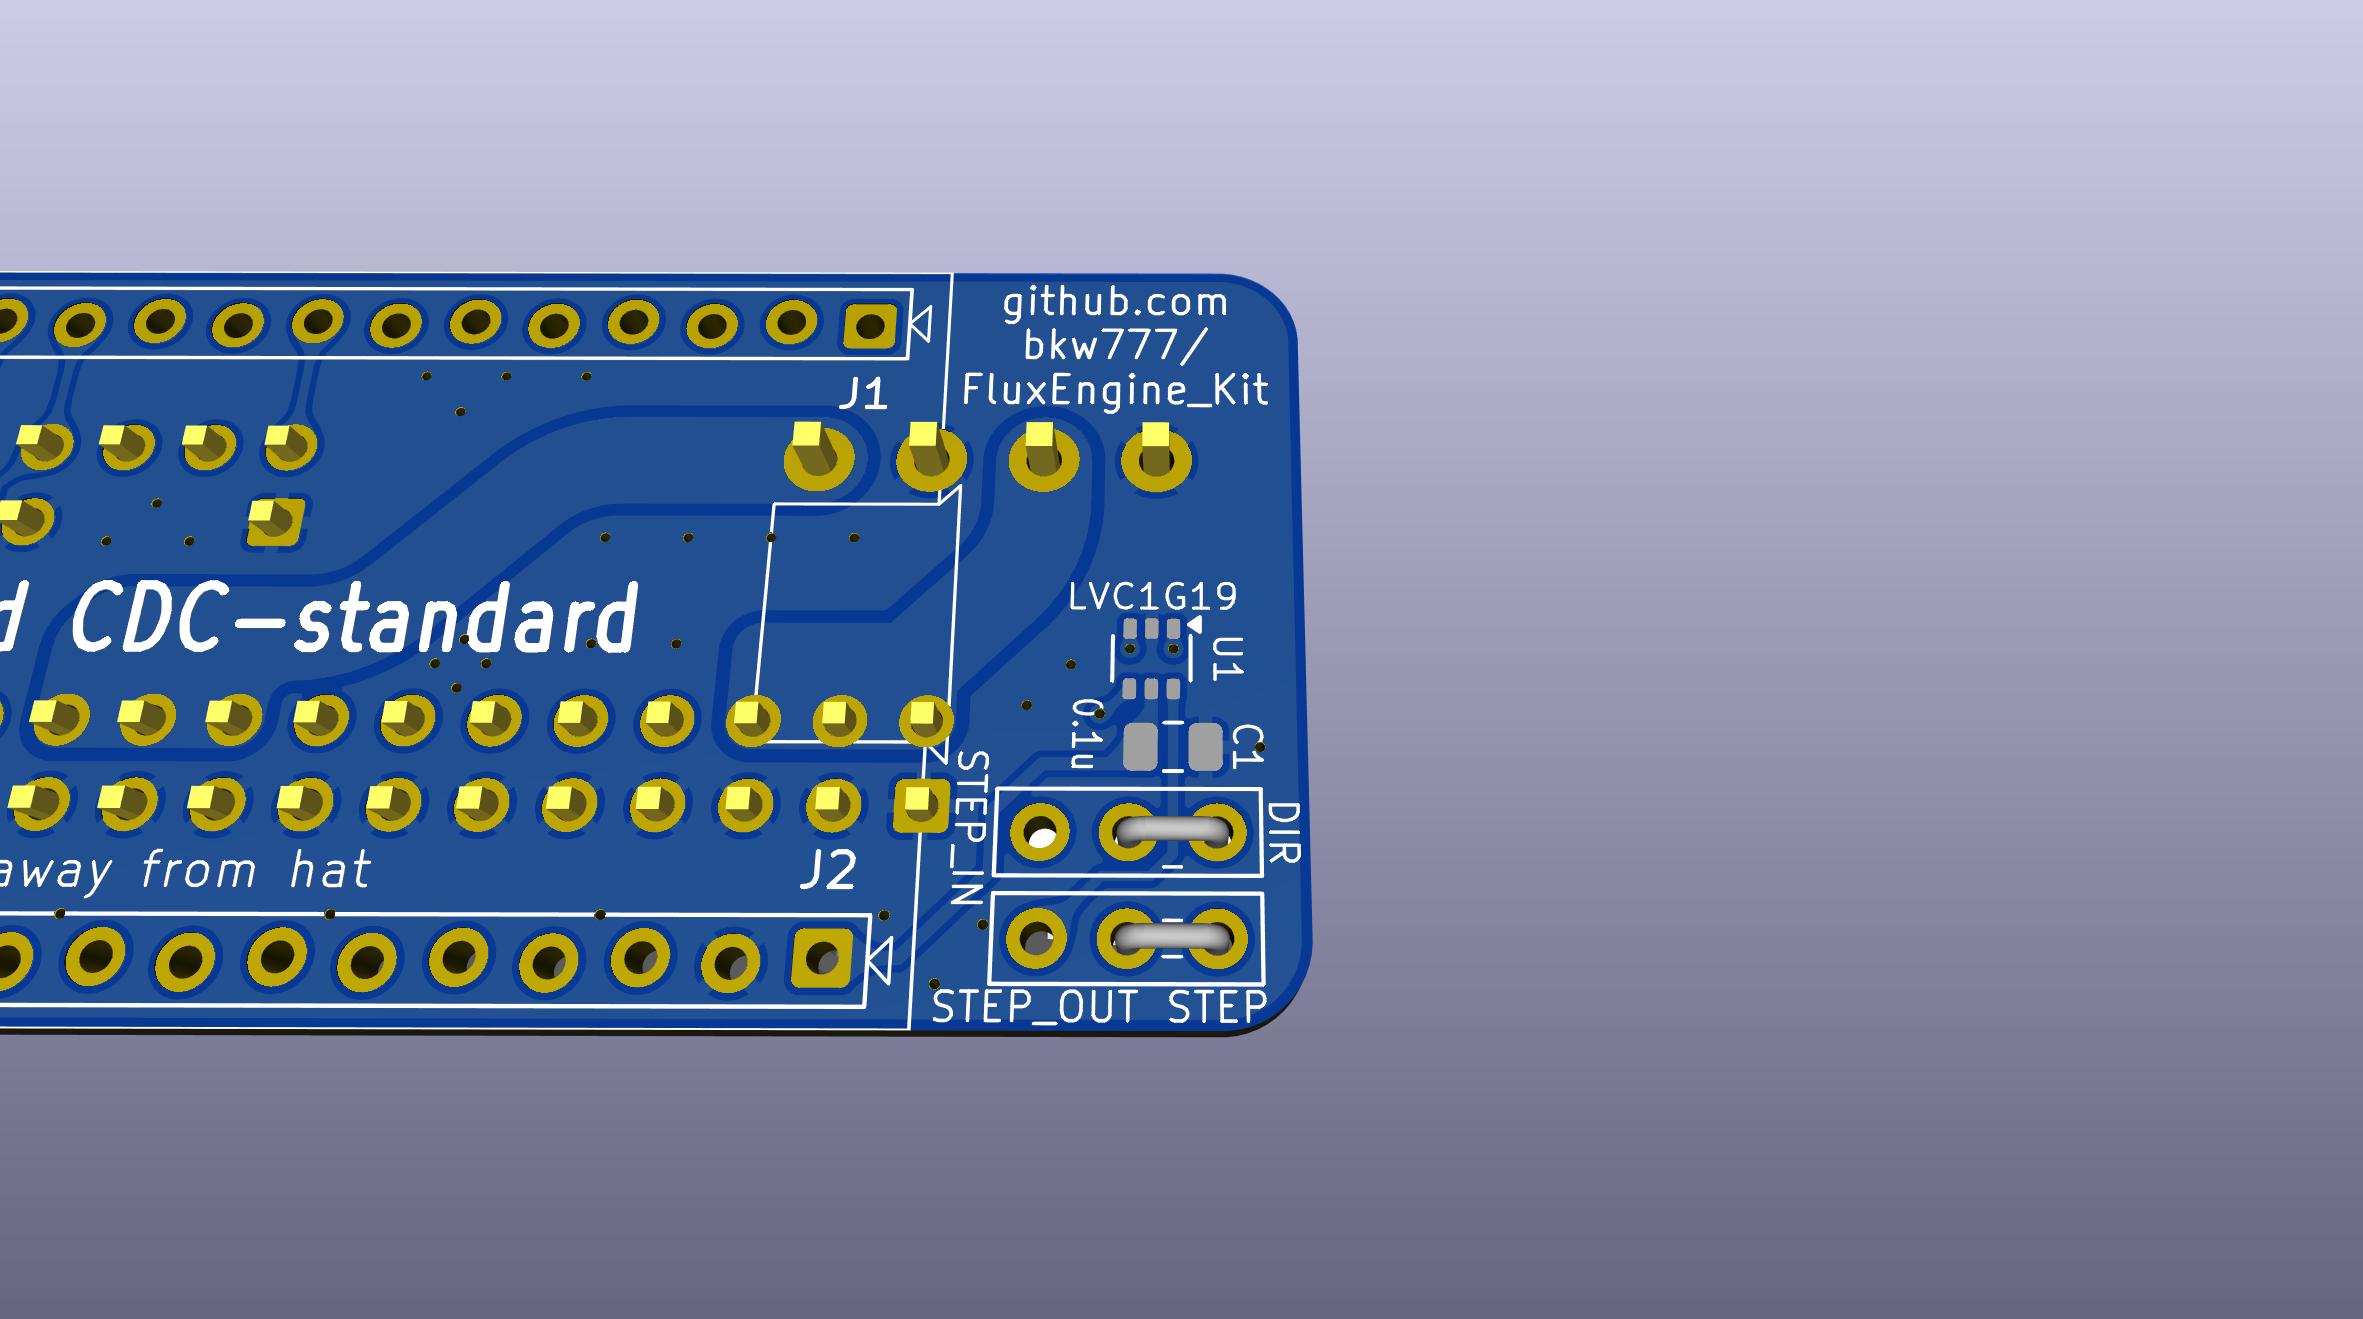 github.com
bkw777/
FluxEngine_Kit
J1
LVC1G19
U1
d CDC-standard
0.1u
C1
STEP_IN
DIR
away from hat
J2
STEP_OUT STEP